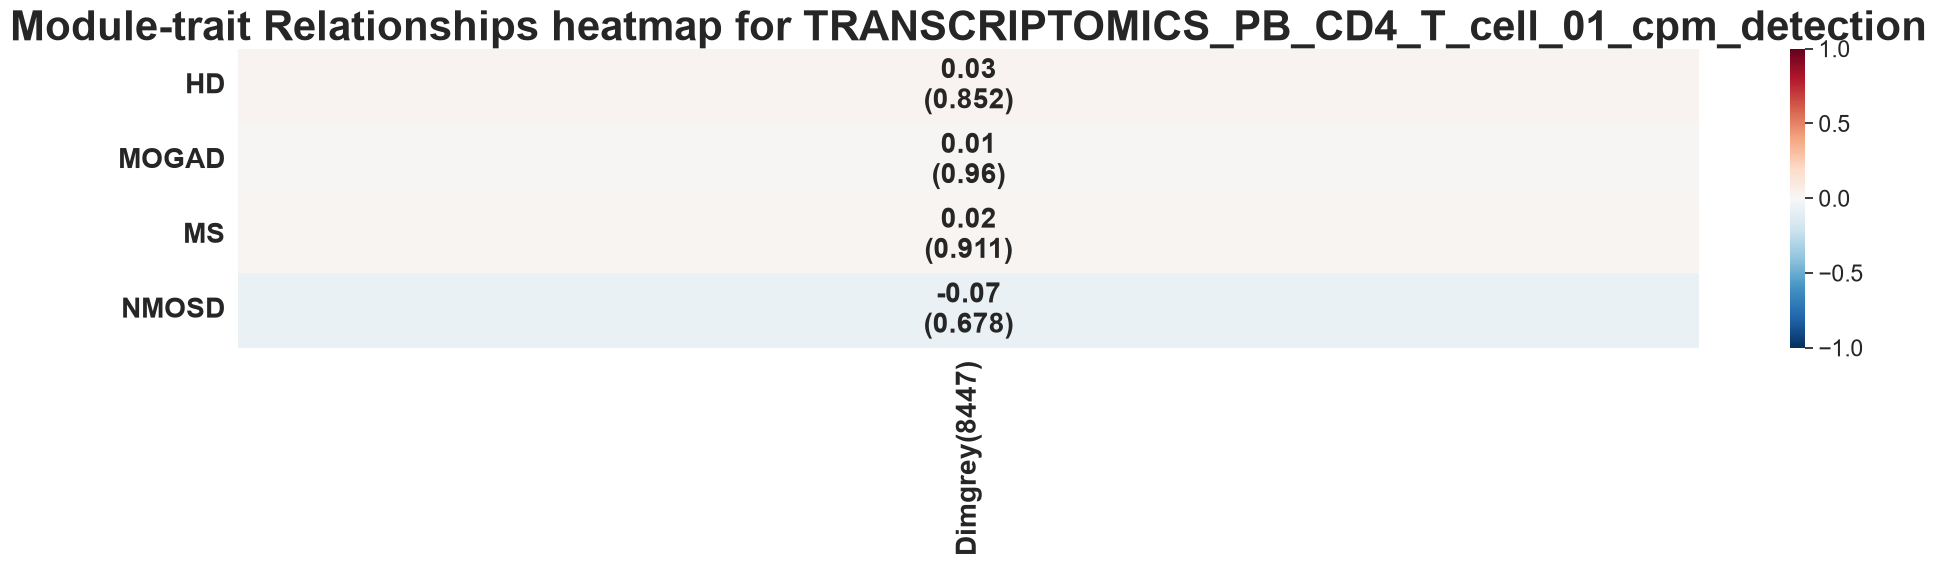 Module-trait Relationships heatmap for TRANSCRIPTOMICS_PB_CD4_T_cell_01_cpm_detection
HD
0.03
(0.852)
MOGAD
0.01
(0.96)
MS
0.02
(0.911)
NMOSD
-0.07
(0.678)
Dimgrey(8447)
1.0
0.5
0.0
−0.5
−1.0